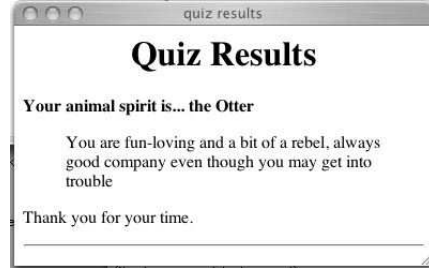 quiz results
Quiz Results
Your animal spirit is... the Otter
You are fun-loving and a bit of a rebel, always
good company even though you may get into
trouble
Thank you for your time.